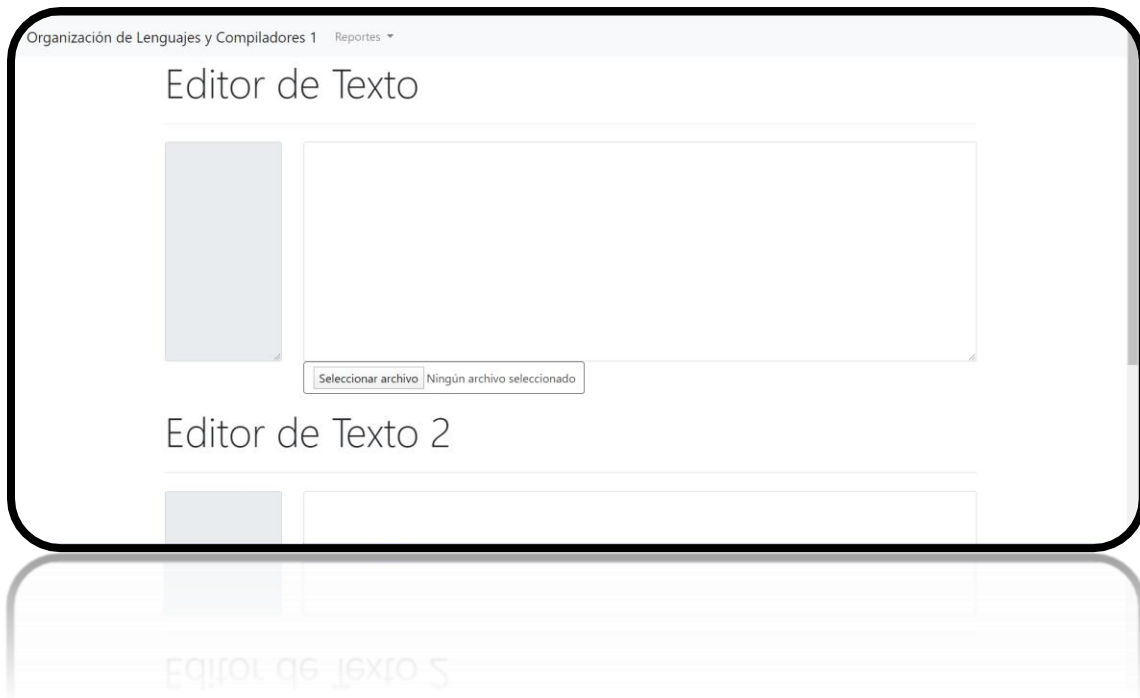 Organización de Lenguajes y Compiladores 1 Reportes
Editor de Texto
Seleccionar archivo Ningún archivo seleccionado
Editor de Texto 2
Editor de Texto 2